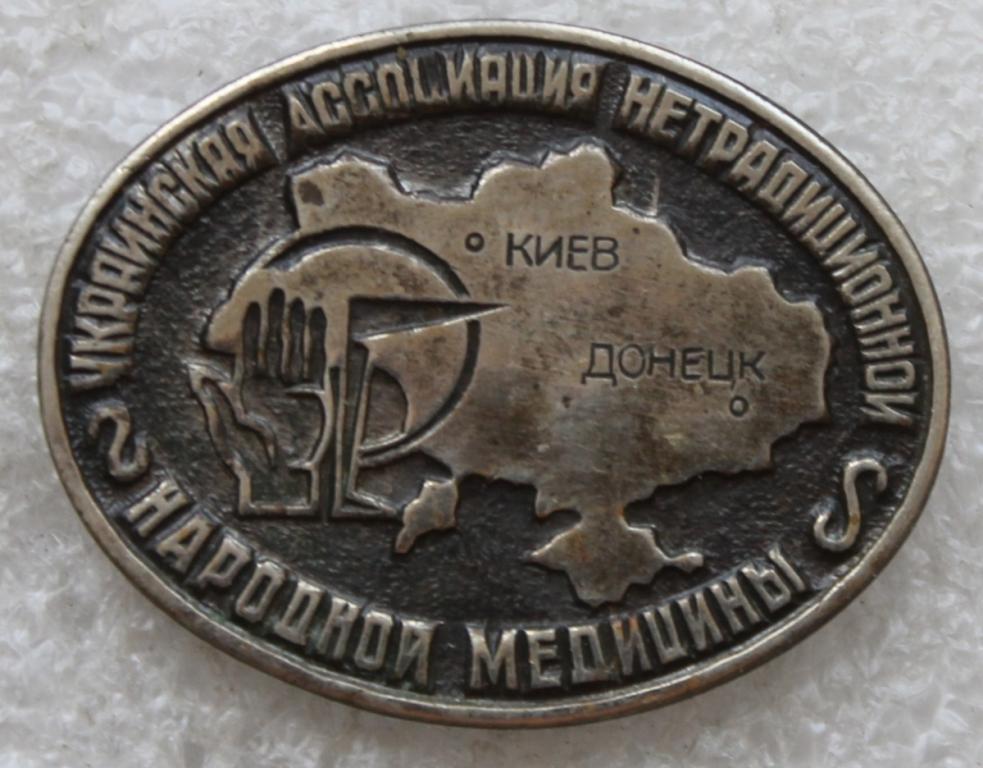 УКРАИНСКАЯ АССОЦИАЦИЯ НЕТРАДИЦИОННОЙ
НАРОДНОЙ МЕДИЦИНЫ
КИЕВ
ДОНЕЦК